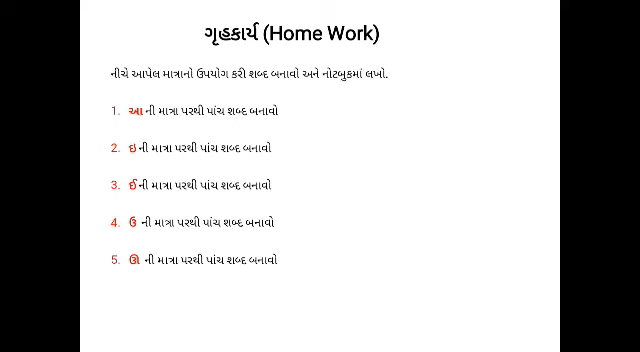 ગૃહકાર્ય (Home Work)
નીચે આપેલ માત્રાનો ઉપયોગ કરી શબ્દ બનાવો અને નોટબુકમાં લખો.
1. આ ની માત્રા પરથી પાંચ શબ્દ બનાવો
2. ઇ ની માત્રા પરથી પાંચ શબ્દ બનાવો
3. ઈ ની માત્રા પરથી પાંચ શબ્દ બનાવો
4. ઉ ની માત્રા પરથી પાંચ શબ્દ બનાવો
5. ઊ ની માત્રા પરથી પાંચ શબ્દ બનાવો